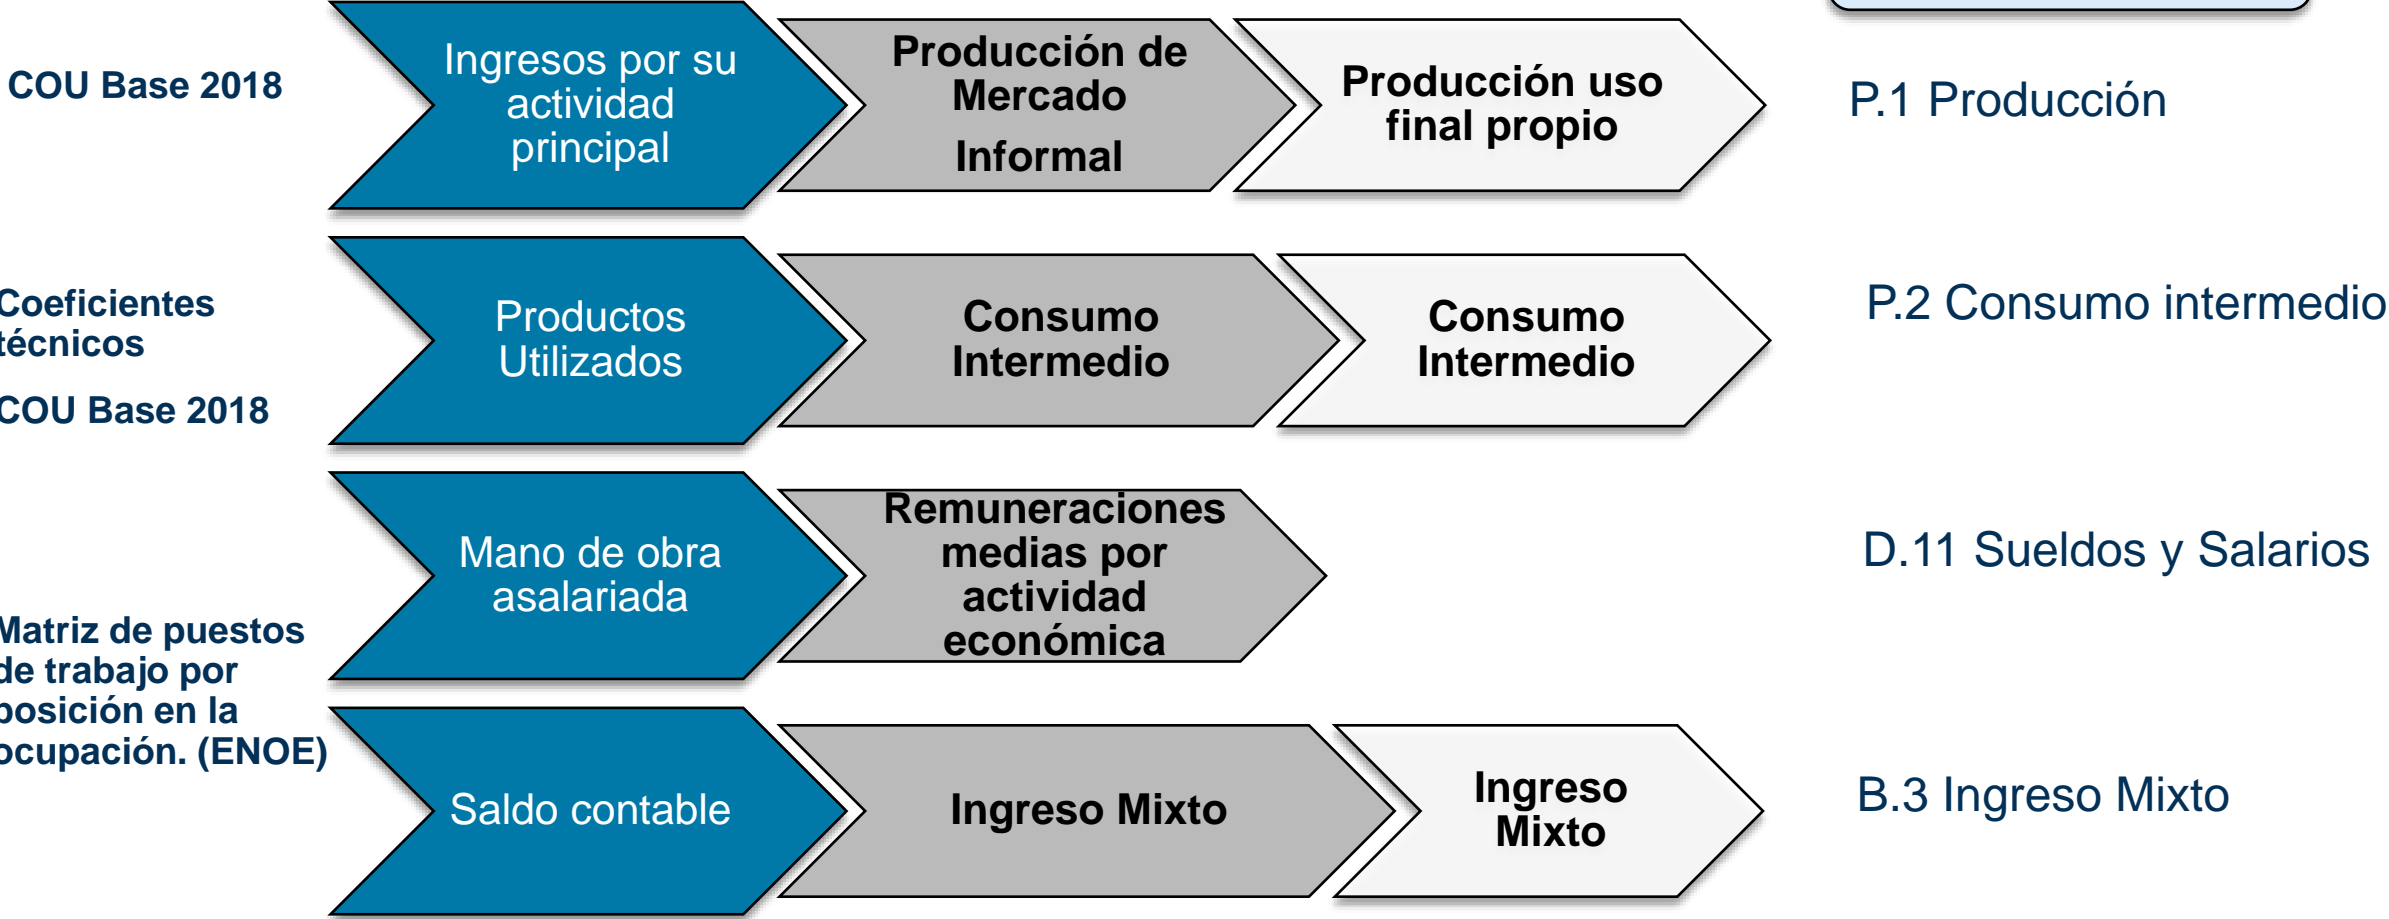 COU Base 2018
Ingresos por su
actividad
principal
Producción de
Mercado
Informal
Producción uso
final propio
P.1 Producción
Coeficientes
técnicos
COU Base 2018
Productos
Utilizados
Consumo
Intermedio
Consumo
Intermedio
P.2 Consumo intermedio
Mano de obra
asalariada
Remuneraciones
medias por
actividad
económica
D.11 Sueldos y Salarios
Matriz de puestos
de trabajo por
posición en la
ocupación. (ENOE)
Saldo contable
Ingreso Mixto
Ingreso
Mixto
B.3 Ingreso Mixto